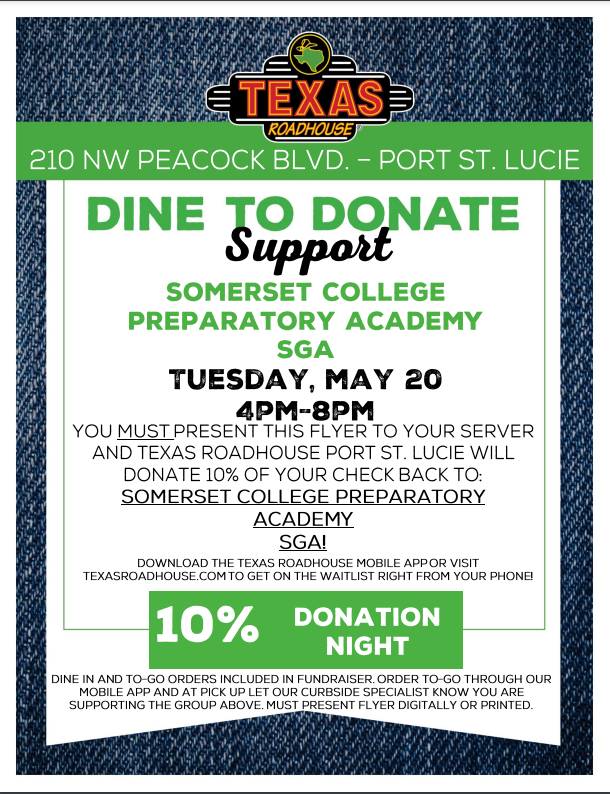 TEXAS
ROADHOUSE
210 NW PEACOCK BLVD. – PORT ST. LUCIE
DINE TO DONATE
Support
SOMERSET COLLEGE
PREPARATORY ACADEMY
SGA
TUESDAY, MAY 20
4PM-8PM
YOU MUST PRESENT THIS FLYER TO YOUR SERVER
AND TEXAS ROADHOUSE PORT ST. LUCIE WILL
DONATE 10% OF YOUR CHECK BACK TO:
SOMERSET COLLEGE PREPARATORY
ACADEMY
SGA!
DOWNLOAD THE TEXAS ROADHOUSE MOBILE APP OR VISIT
TEXASROADHOUSE.COM TO GET ON THE WAITLIST RIGHT FROM YOUR PHONE!
10% DONATION
NIGHT
DINE IN AND TO-GO ORDERS INCLUDED IN FUNDRAISER. ORDER TO-GO THROUGH OUR
MOBILE APP AND AT PICK UP LET OUR CURBSIDE SPECIALIST KNOW YOU ARE
SUPPORTING THE GROUP ABOVE. MUST PRESENT FLYER DIGITALLY OR PRINTED.